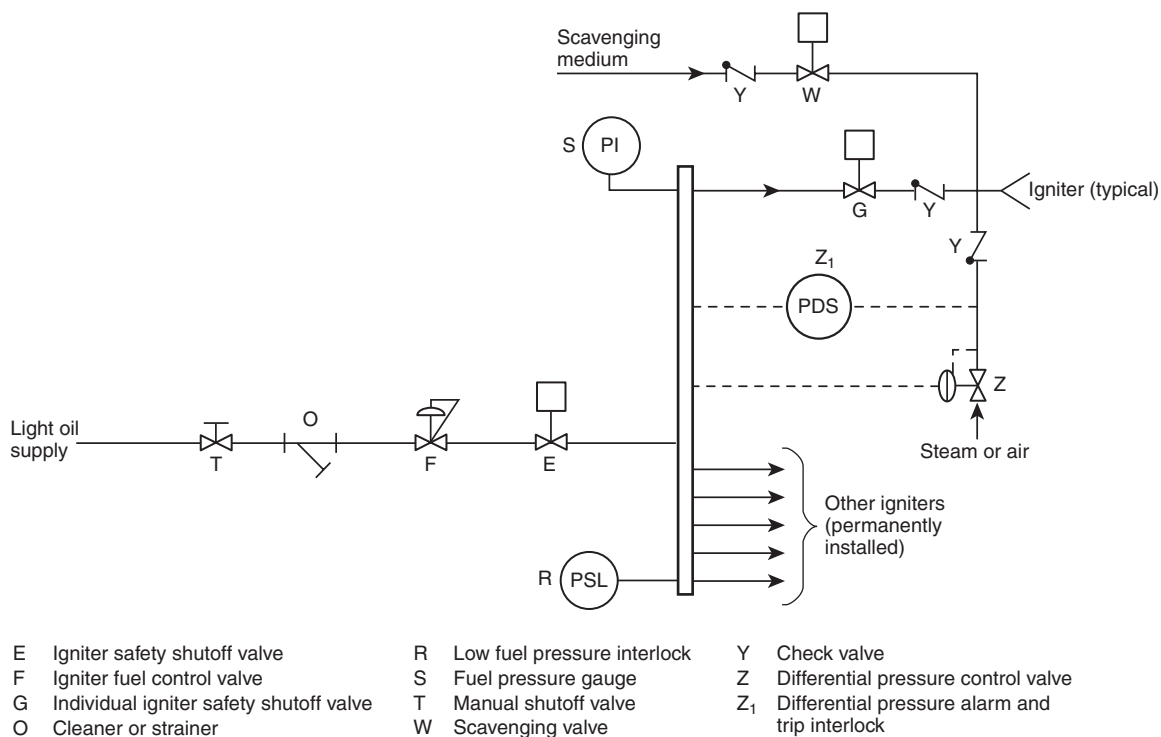 Scavenging
medium
Y
W
S
PI
G
Y
Igniter (typical)
Y
Z1
PDS
Z
Steam or air
Light oil
supply
T
O
F
E
Other igniters
(permanently
installed)
R
PSL
E Igniter safety shutoff valve
F Igniter fuel control valve
G Individual igniter safety shutoff valve
O Cleaner or strainer
R Low fuel pressure interlock
S Fuel pressure gauge
T Manual shutoff valve
W Scavenging valve
Y Check valve
Z Differential pressure control valve
Z1 Differential pressure alarm and
trip interlock